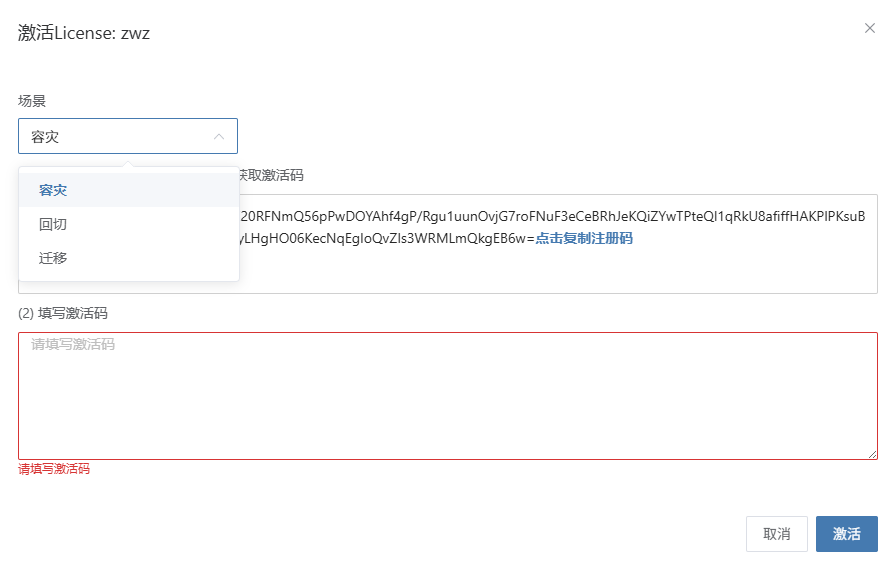 激活License: zwz
场景
容灾
获取激活码
容灾
回切
迁移
20RFNmQ56pPwDOYAhf4gP/Rgu1uunOvjG7roFNuF3eCeBRhJeKQiZYwTPteQI1qRkU8afiffHAKPIPKsuB
yLHgHO06KecNqEgIoQvZIs3WRMLmQkgEB6w=点击复制注册码
(2) 填写激活码
请填写激活码
请填写激活码
取消
激活